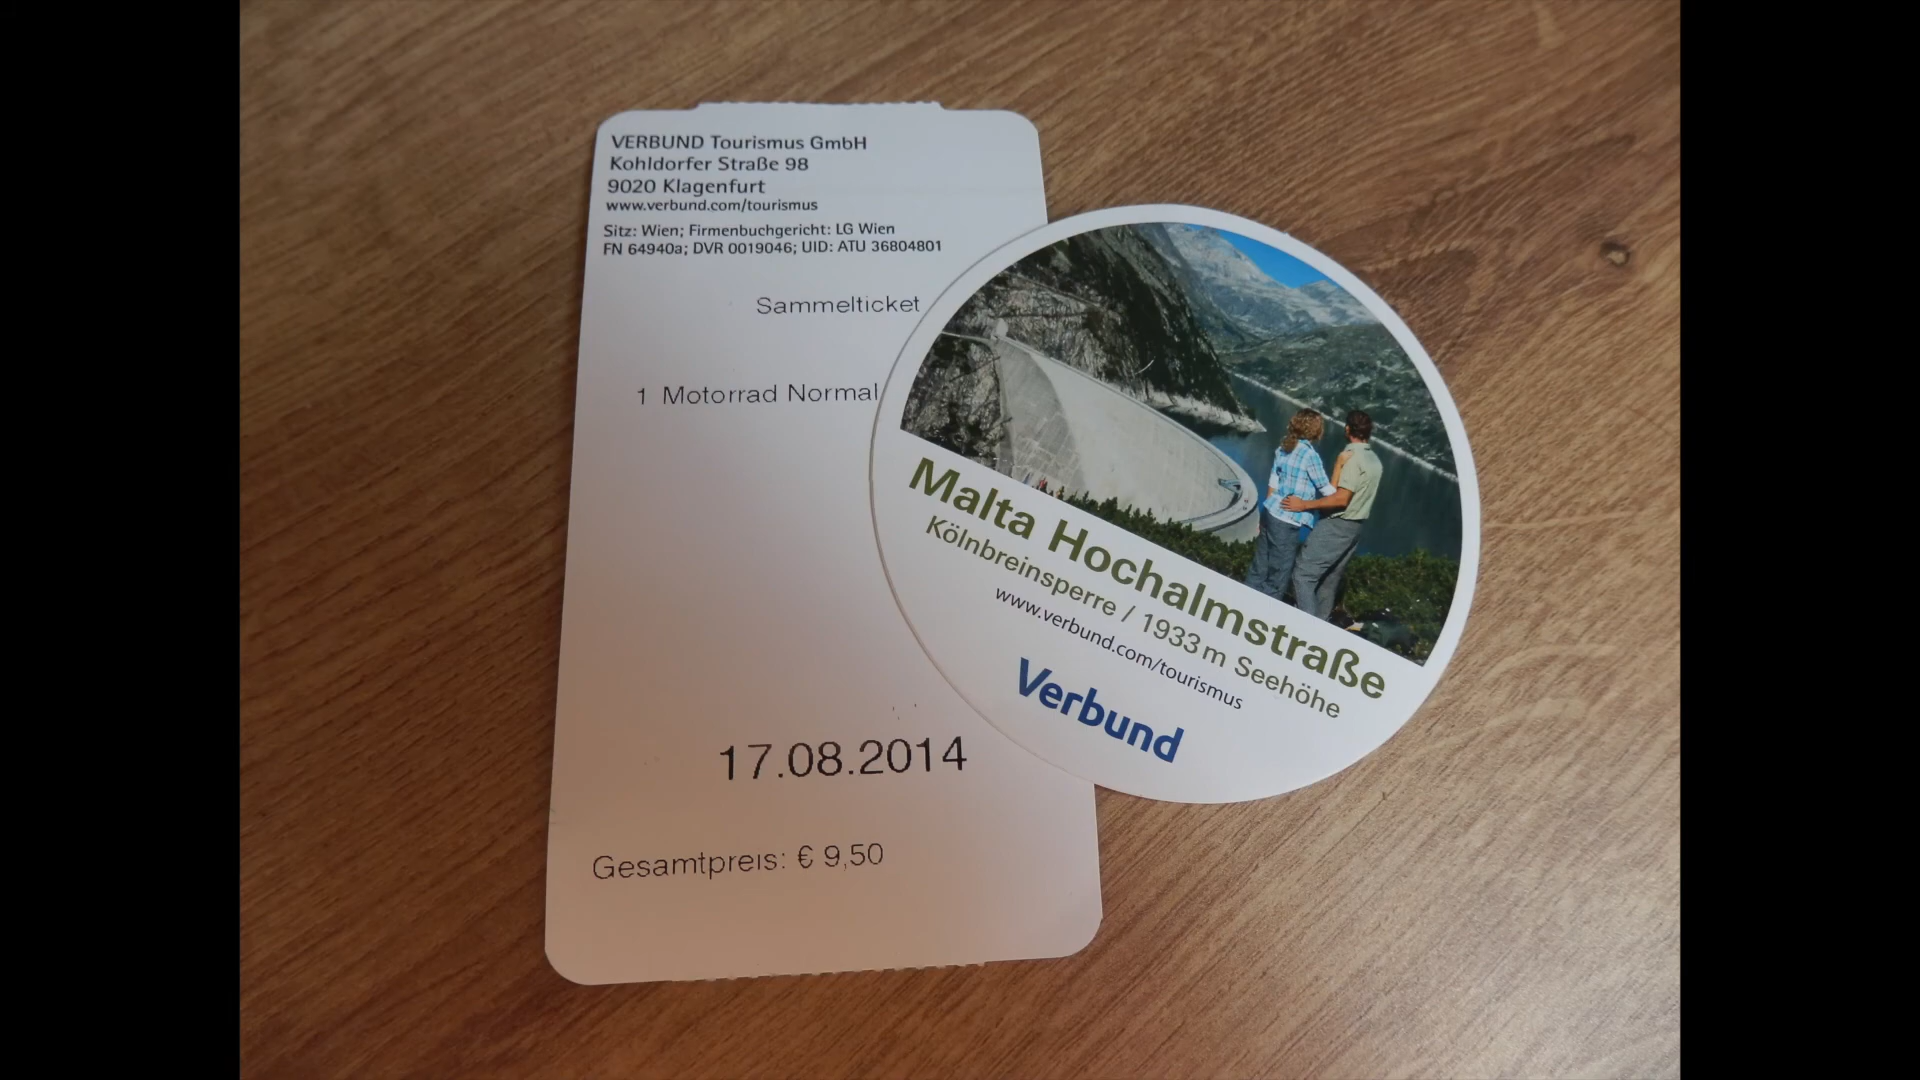 VERBUND Tourismus GmbH
Kohldorfer Straße 98
9020 Klagenfurt
www.verbund.com/tourismus
Sitz: Wien; Firmenbuchgericht: LG Wien
FN 64940a; DVR 0019046; UID: ATU 36804801
Sammelticket
1 Motorrad Normal
17.08.2014
Gesamtpreis: € 9,50
Malta Hochalmstraße
Kölnbreinsperre / 1933 m Seehöhe
www.verbund.com/tourismus
Verbund